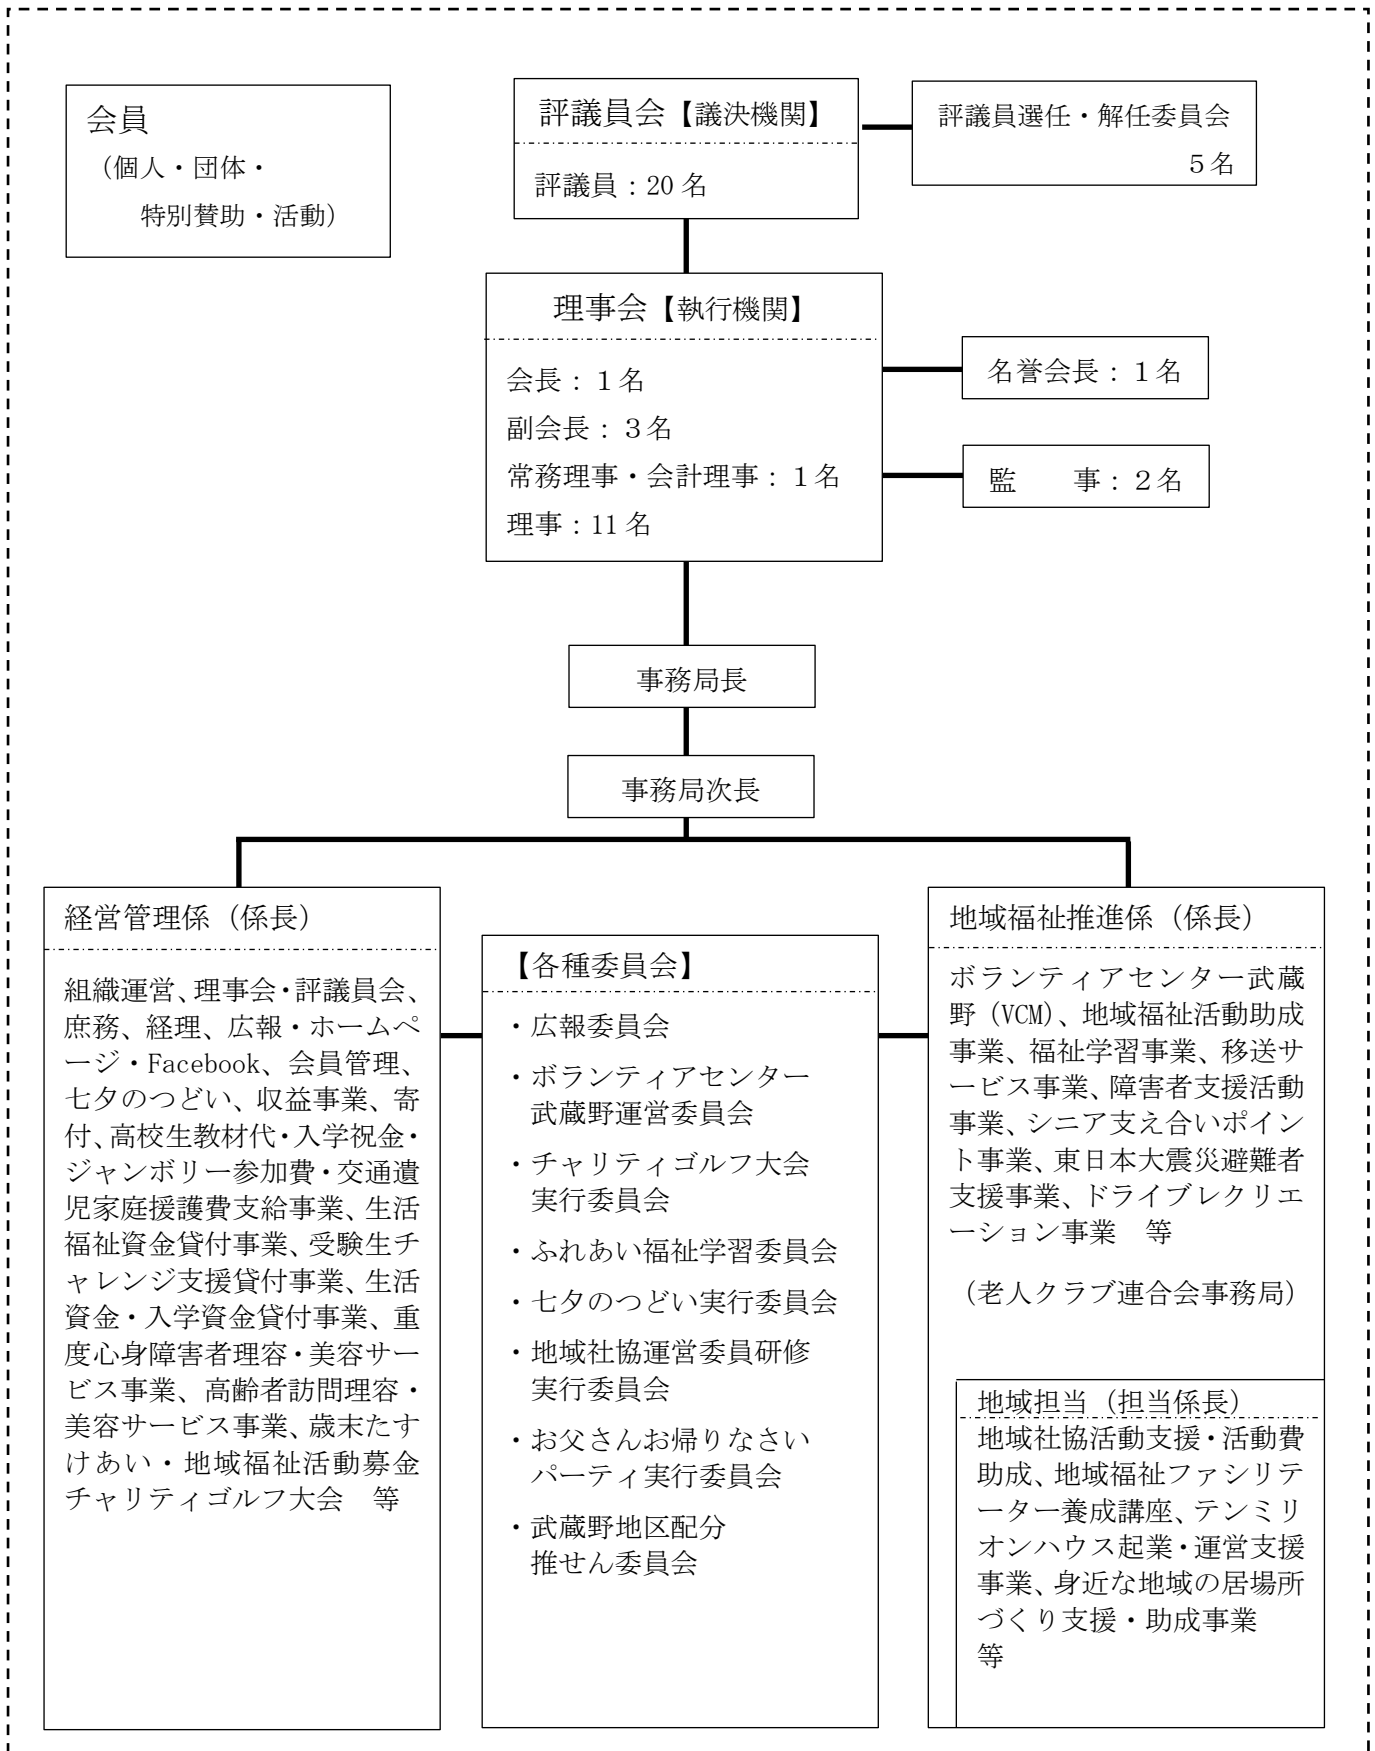 会員
（個人・団体・
特別賛助・活動）
評議員会【議決機関】
評議員：20名
評議員選任・解任委員会
５名
理事会【執行機関】
会長：１名
副会長：３名
常務理事・会計理事：１名
理事：11名
名誉会長：１名
監　　事：２名
事務局長
事務局次長
経営管理係（係長）
組織運営、理事会・評議員会、
庶務、経理、広報・ホームペ
ージ・Facebook、会員管理、
七夕のつどい、収益事業、寄
付、高校生教材代・入学祝金・
ジャンボリー参加費・交通遺
児家庭援護費支給事業、生活
福祉資金貸付事業、受験生チ
ャレンジ支援貸付事業、生活
資金・入学資金貸付事業、重
度心身障害者理容・美容サー
ビス事業、高齢者訪問理容・
美容サービス事業、歳末たす
けあい・地域福祉活動募金
チャリティゴルフ大会　等
【各種委員会】
・広報委員会
・ボランティアセンター
武蔵野運営委員会
・チャリティゴルフ大会
実行委員会
・ふれあい福祉学習委員会
・七夕のつどい実行委員会
・地域社協運営委員研修
実行委員会
・お父さんお帰りなさい
パーティ実行委員会
・武蔵野地区配分
推せん委員会
地域福祉推進係（係長）
ボランティアセンター武蔵
野（VCM）、地域福祉活動助成
事業、福祉学習事業、移送サ
ービス事業、障害者支援活動
事業、シニア支え合いポイン
ト事業、東日本大震災避難者
支援事業、ドライブレクリエ
ーション事業　等
（老人クラブ連合会事務局）
地域担当（担当係長）
地域社協活動支援・活動費
助成、地域福祉ファシリテ
ーター養成講座、テンミリ
オンハウス起業・運営支援
事業、身近な地域の居場所
づくり支援・助成事業
等